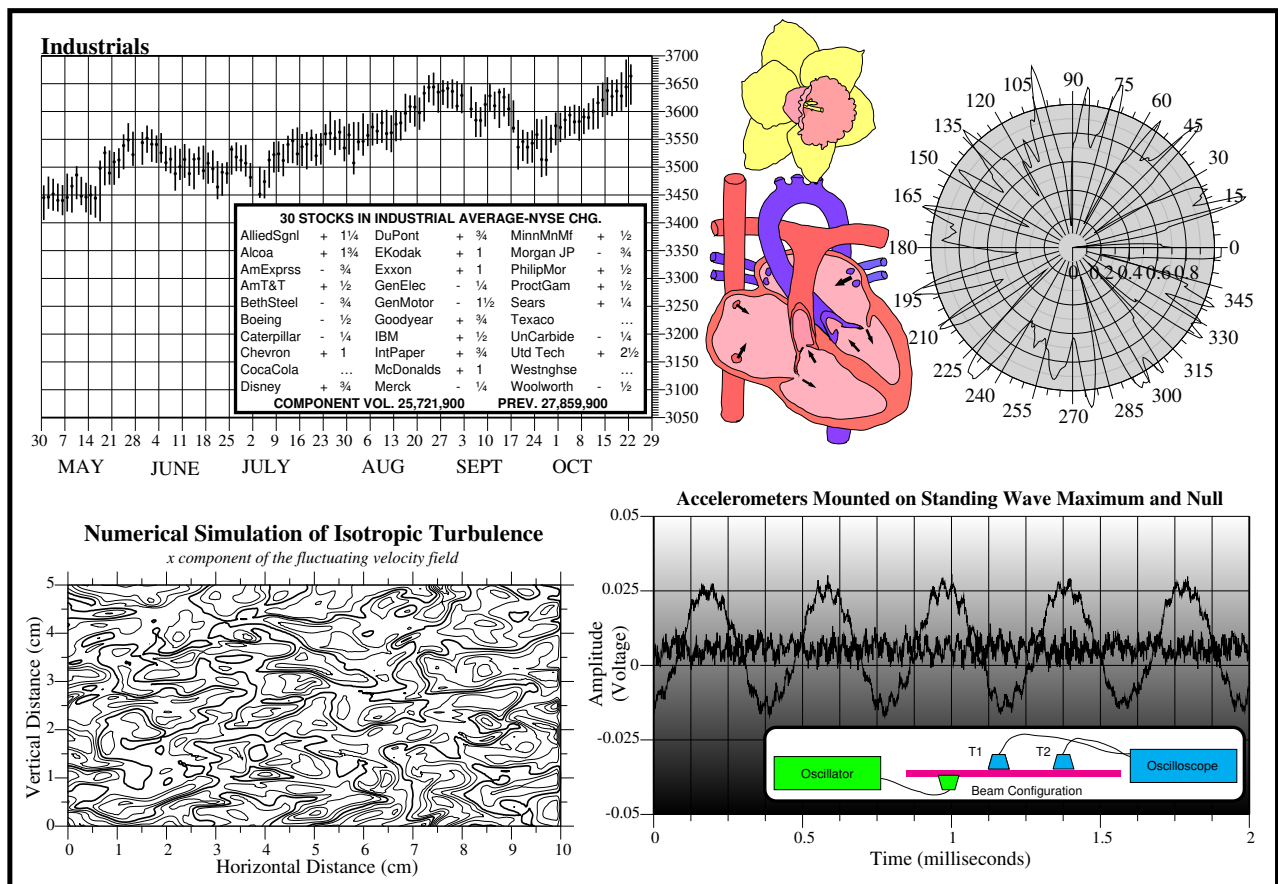 Industrials
3700
3650
3600
3550
3500
3450
3400
3350
3300
3250
3200
3150
3100
3050
30 STOCKS IN INDUSTRIAL AVERAGE-NYSE CHG.
AlliedSgnl + 1¼ DuPont + ¾ MinnMnMf + ½
Alcoa + 1¾ EKodak + 1 Morgan JP - ¾
AmExprss - ¾ Exxon + 1 PhilipMor + ½
AmT&T + ½ GenElec - ¼ ProctGam + ½
BethSteel - ¾ GenMotor - 1½ Sears + ¼
Boeing - ½ Goodyear + ¾ Texaco ...
Caterpillar - ¼ IBM + ½ UnCarbide - ¼
Chevron + 1 IntPaper + ¾ Utd Tech + 2½
CocaCola ... McDonalds + 1 Westnghse ...
Disney + ¾ Merck - ¼ Woolworth - ½
COMPONENT VOL. 25,721,900 PREV. 27,859,900
30 7 14 21 28 4 11 18 25 2 9 16 23 30 6 13 20 27 3 10 17 24 1 8 15 22 29
MAY JUNE JULY AUG SEPT OCT
0
15
30
45
60
75
90
105
120
135
150
165
180
195
210
225
240
255
270
285
300
315
330
345
0 0.2 0.4 0.6 0.8
Numerical Simulation of Isotropic Turbulence
x component of the fluctuating velocity field
Vertical Distance (cm)
5
4
3
2
1
0
0 1 2 3 4 5 6 7 8 9 10
Horizontal Distance (cm)
Accelerometers Mounted on Standing Wave Maximum and Null
Amplitude
(Voltage)
0.05
0.025
0
-0.025
-0.05
T1 T2
Oscillator
Oscilloscope
Beam Configuration
0 0.5 1 1.5 2
Time (milliseconds)